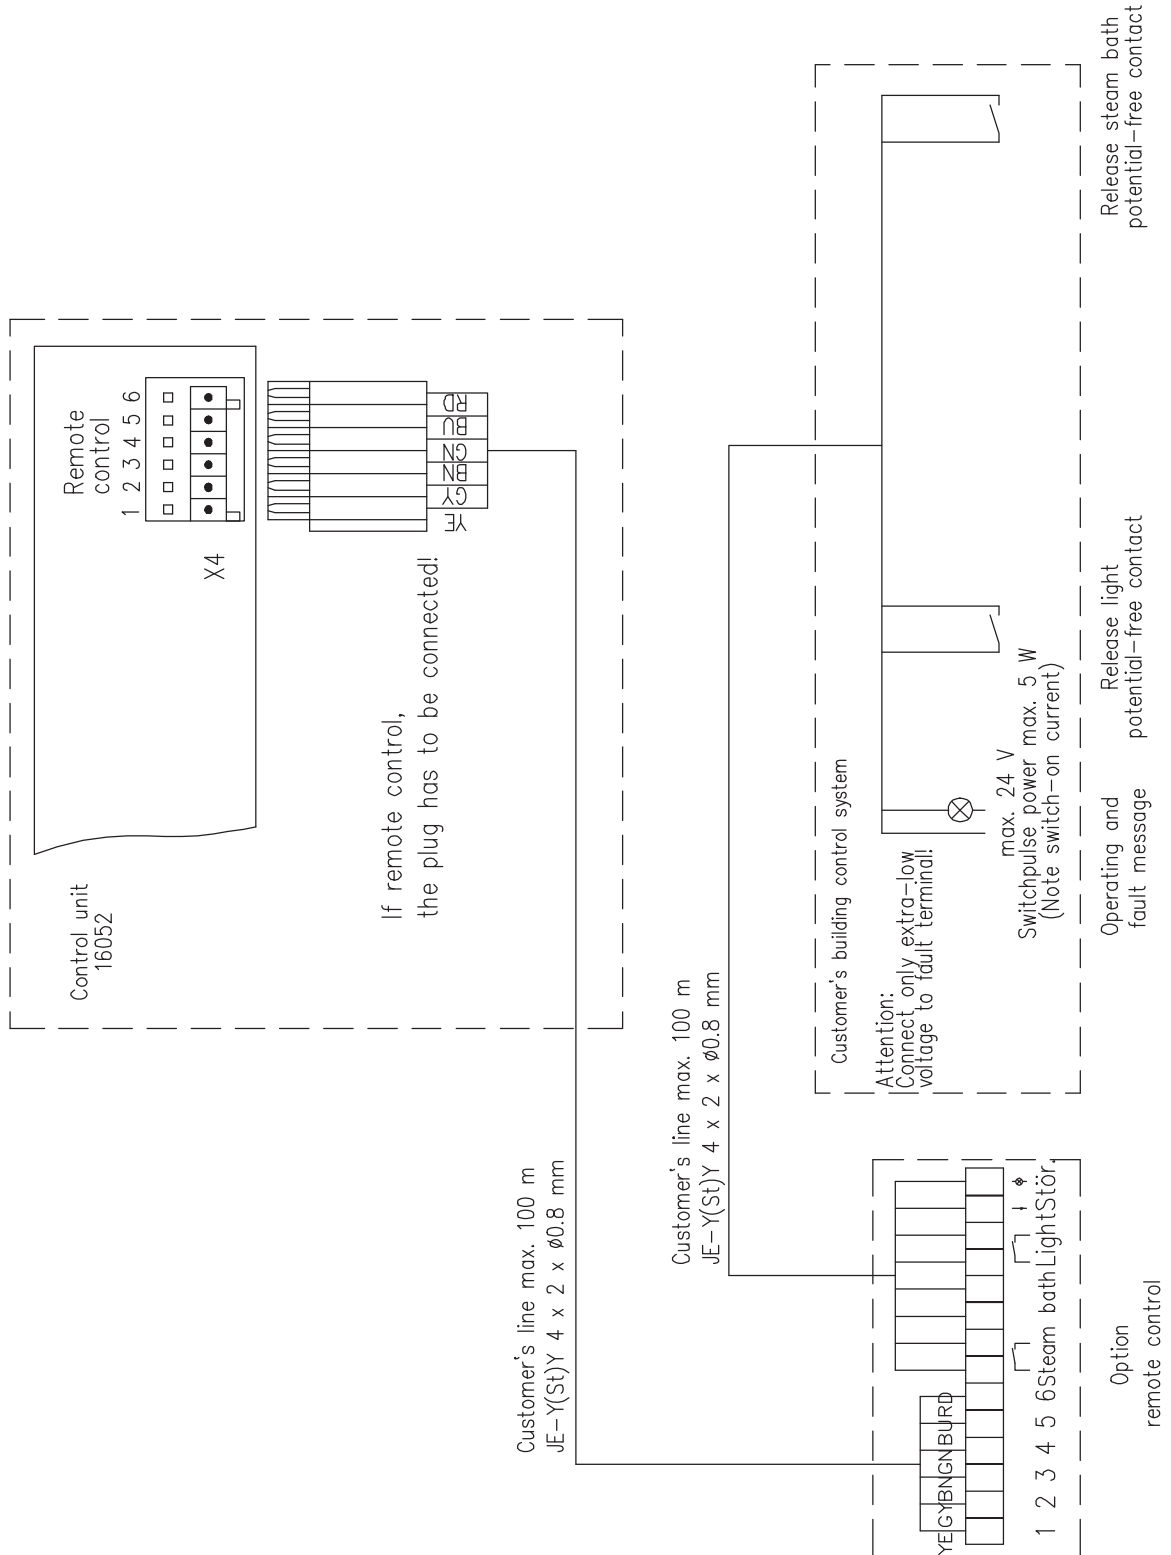 Control unit
16052
Remote
control
1 2 3 4 5 6
X4
YE GY BN GN BU RD
If remote control,
the plug has to be connected!
Customer's line max. 100 m
JE-Y(St)Y 4 x 2 x ø0.8 mm
Customer's line max. 100 m
JE-Y(St)Y 4 x 2 x ø0.8 mm
Customer's building control system
Attention:
Connect only extra-low
voltage to fault terminal!
max. 24 V
Switchpulse power max. 5 W
(Note switch-on current)
Operating and
fault message
Release light
potential-free contact
Release steam bath
potential-free contact
YE GY BN GN BU RD
1 2 3 4 5 6 Steam bath Light Stör.
Option
remote control